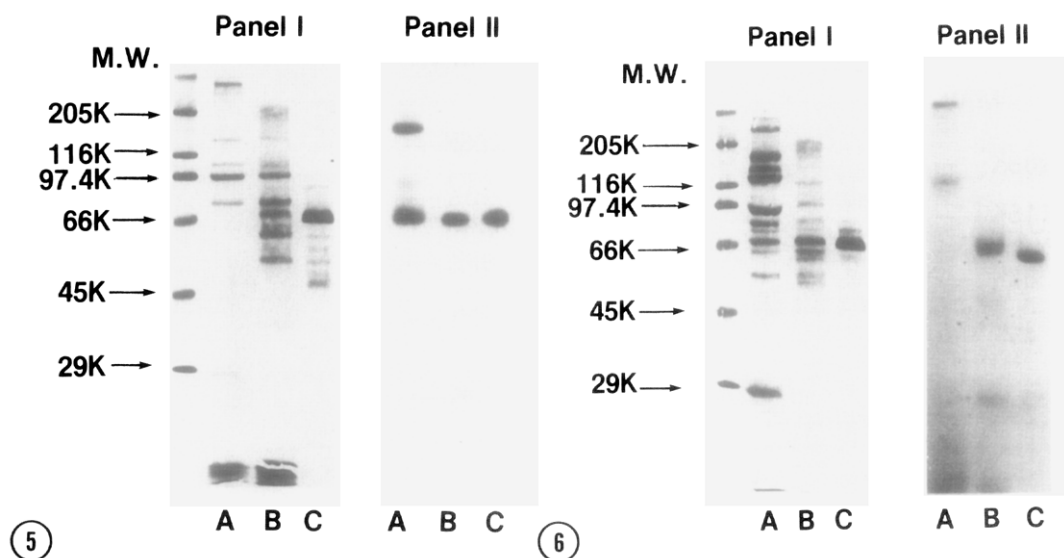 Panel I
Panel II
M.W.
205K
116K
97.4K
66K
45K
29K
A B C
A B C
5
Panel I
Panel II
M.W.
205K
116K
97.4K
66K
45K
29K
A B C
A B C
6